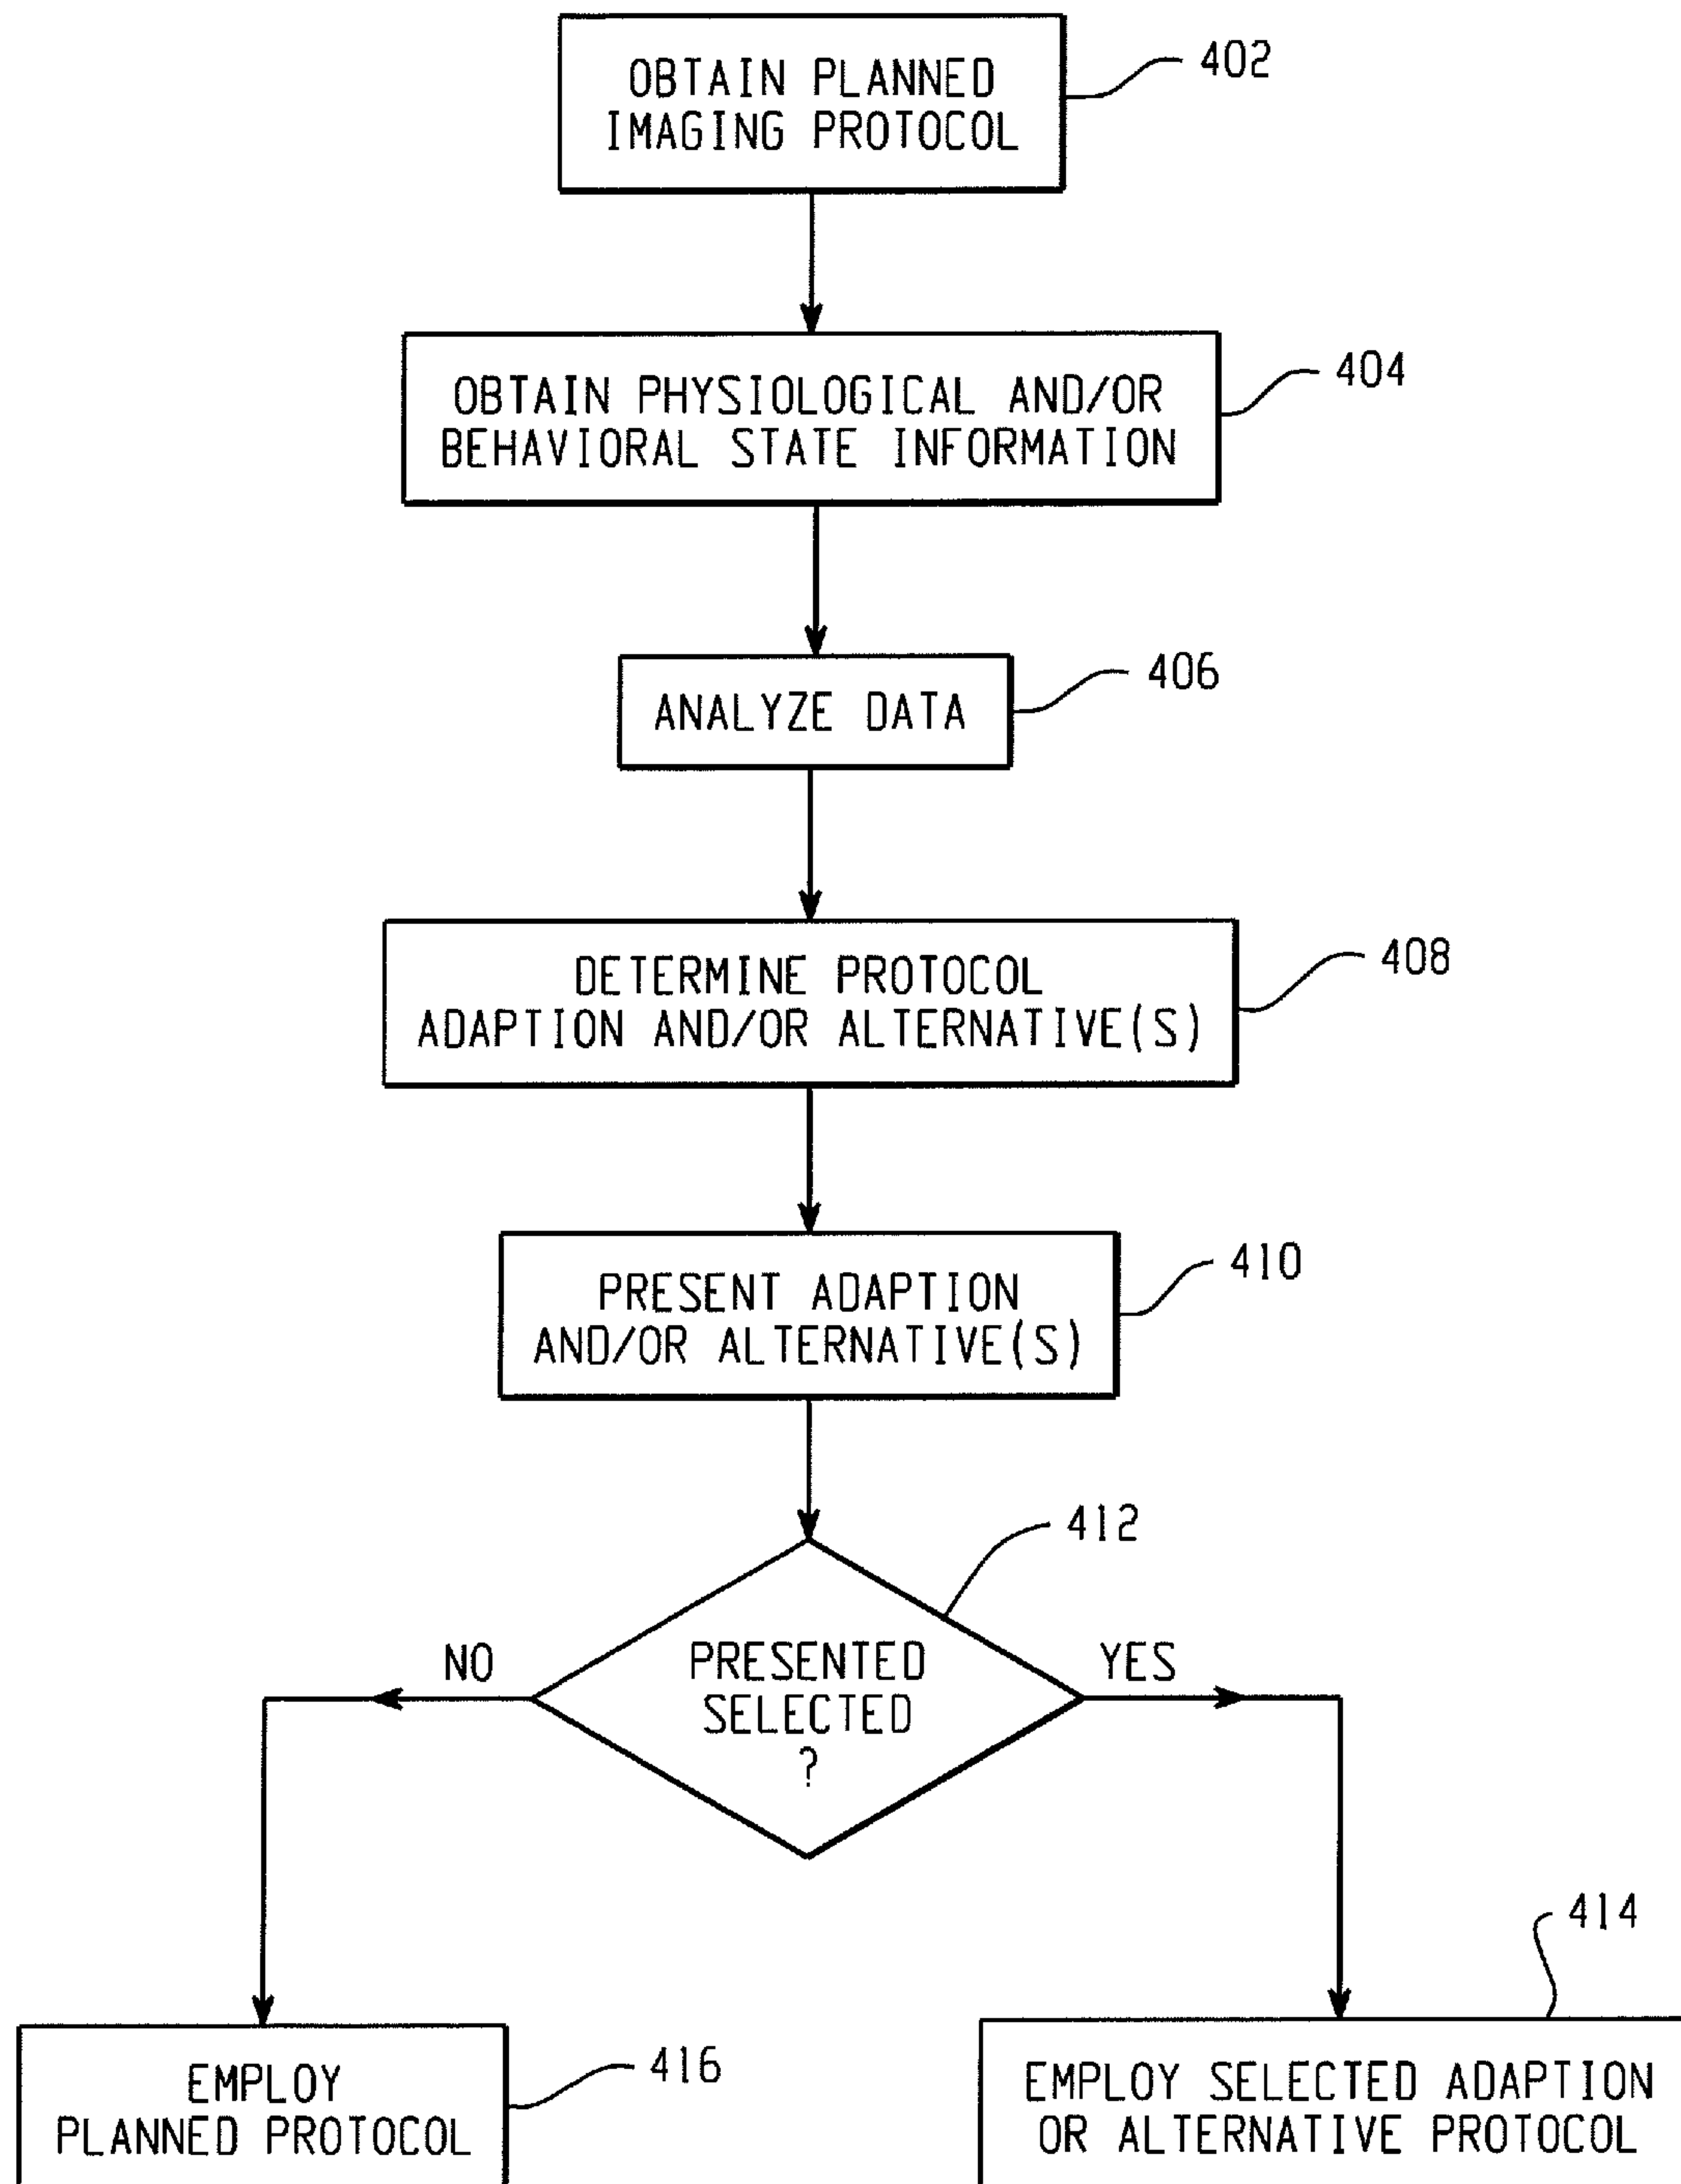 OBTAIN PLANNED
IMAGING PROTOCOL
402
OBTAIN PHYSIOLOGICAL AND/OR
BEHAVIORAL STATE INFORMATION
404
ANALYZE DATA
406
DETERMINE PROTOCOL
ADAPTION AND/OR ALTERNATIVE(S)
408
PRESENT ADAPTION
AND/OR ALTERNATIVE(S)
410
412
NO
PRESENTED
SELECTED
?
YES
414
EMPLOY
PLANNED PROTOCOL
416
EMPLOY SELECTED ADAPTION
OR ALTERNATIVE PROTOCOL